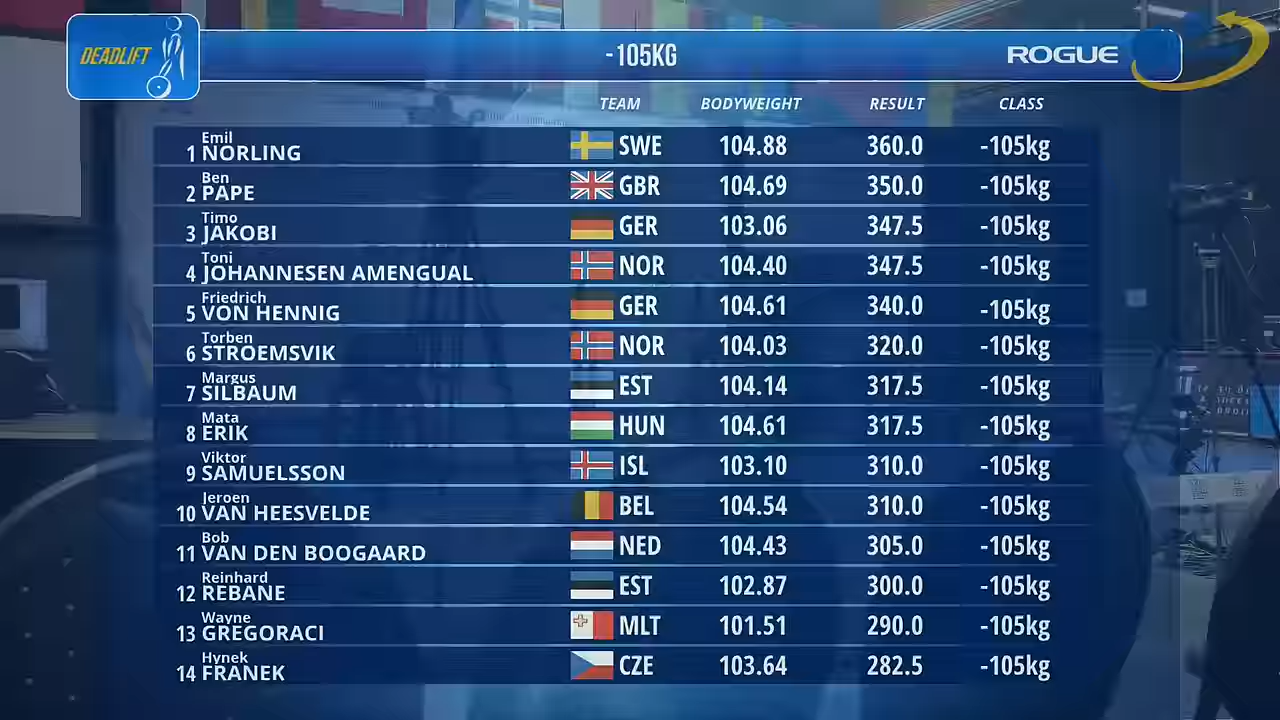 DEADLIFT
-105KG
ROGUE
TEAM BODYWEIGHT RESULT CLASS
Emil
1 NORLING SWE 104.88 360.0 -105kg
Ben
2 PAPE GBR 104.69 350.0 -105kg
Timo
3 JAKOBI GER 103.06 347.5 -105kg
Toni
4 JOHANNESEN AMENGUAL NOR 104.40 347.5 -105kg
Friedrich
5 VON HENNIG GER 104.61 340.0 -105kg
Torben
6 STROEMSVIK NOR 104.03 320.0 -105kg
Margus
7 SILBAUM EST 104.14 317.5 -105kg
Mata
8 ERIK HUN 104.61 317.5 -105kg
Viktor
9 SAMUELSSON ISL 103.10 310.0 -105kg
Jeroen
10 VAN HEESVELDE BEL 104.54 310.0 -105kg
Bob
11 VAN DEN BOOGAARD NED 104.43 305.0 -105kg
Reinhard
12 REBANE EST 102.87 300.0 -105kg
Wayne
13 GREGORACI MLT 101.51 290.0 -105kg
Hynek
14 FRANEK CZE 103.64 282.5 -105kg